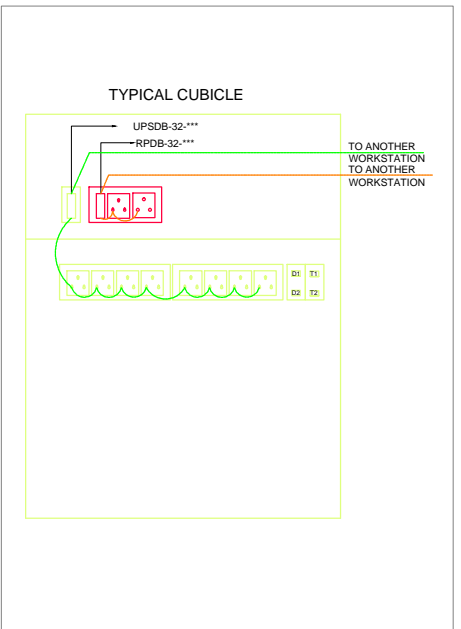 TYPICAL CUBICLE
UPSDB-32-***
RPDB-32-***
TO ANOTHER
WORKSTATION
TO ANOTHER
WORKSTATION
D1 T1
D2 T2